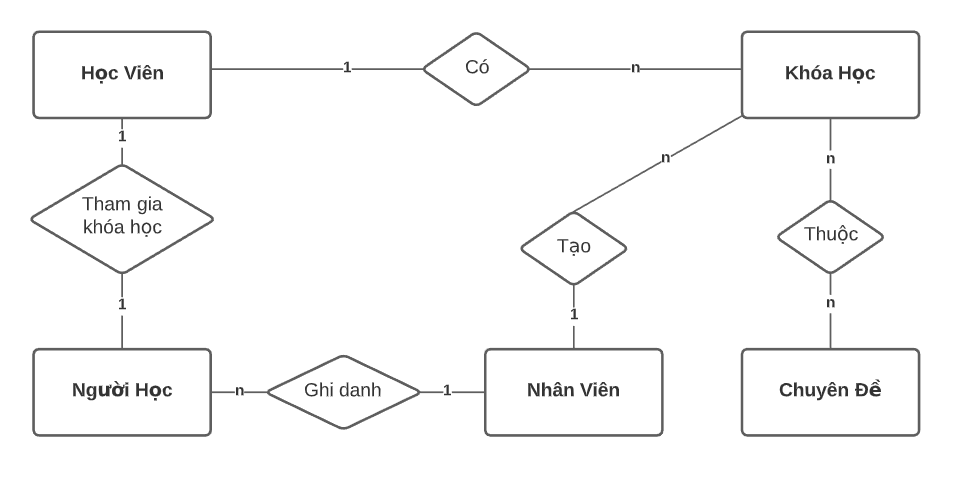 Học Viên
1
Có
n
Khóa Học
1
n
n
Tham gia
khóa học
Tạo
Thuộc
1
1
n
Người Học
n
Ghi danh
1
Nhân Viên
Chuyên Đề